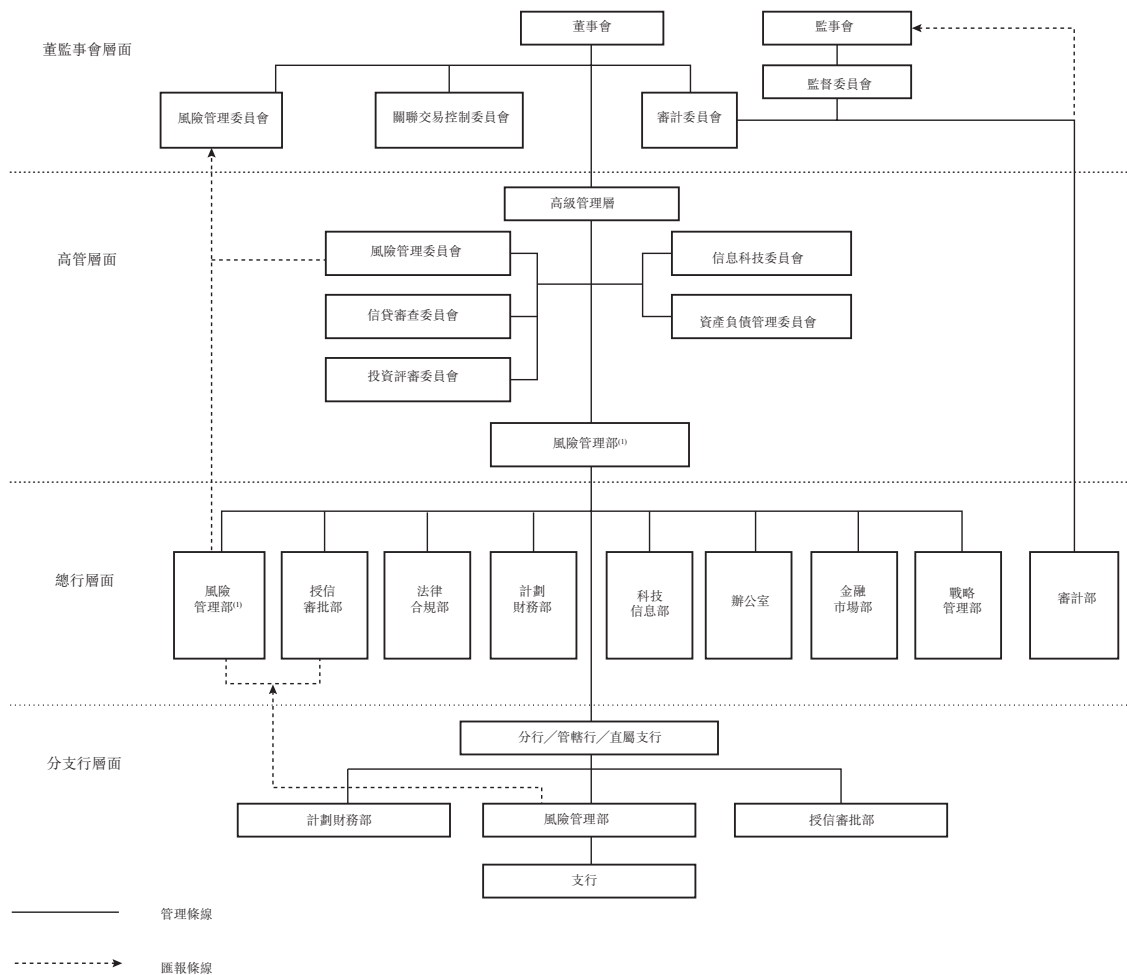 董事會
監事會
董監事會層面
監督委員會
風險管理委員會
關聯交易控制委員會
審計委員會
高級管理層
高管層面
風險管理委員會
信息科技委員會
信貸審查委員會
資產負債管理委員會
投資評審委員會
風險管理部(1)
總行層面
風險
管理部(1)
授信
審批部
法律
合規部
計劃
財務部
科技
信息部
辦公室
金融
市場部
戰略
管理部
審計部
分行／管轄行／直屬支行
分支行層面
計劃財務部
風險管理部
授信審批部
支行
管理條線
匯報條線